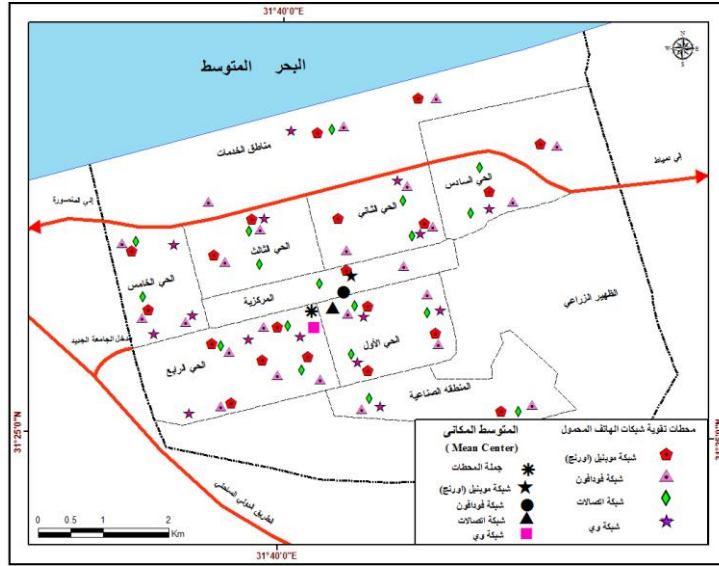 31°40'0"E
البحر المتوسط
مناطق الخدمات
إلي دمياط
إلي المنصورة
الحي السادس
الحي الثاني
الحي الثالث
الحي الخامس
المركزية
الظهير الزراعي
مدخل الجامعة الجديد
الحي الأول
الحي الرابع
المنطقه الصناعية
31°25'0"N
الطريق الدولي الساحلي
محطات تقوية شبكات الهاتف المحمول
شبكة موبنيل (اورنج)
شبكة فودافون
شبكة اتصالات
شبكة وي
المتوسط المكاني
( Mean Center )
جملة المحطات
شبكة موبنيل (اورنج)
شبكة فودافون
شبكة اتصالات
شبكة وي
0 0.5 1 2
Km
31°40'0"E